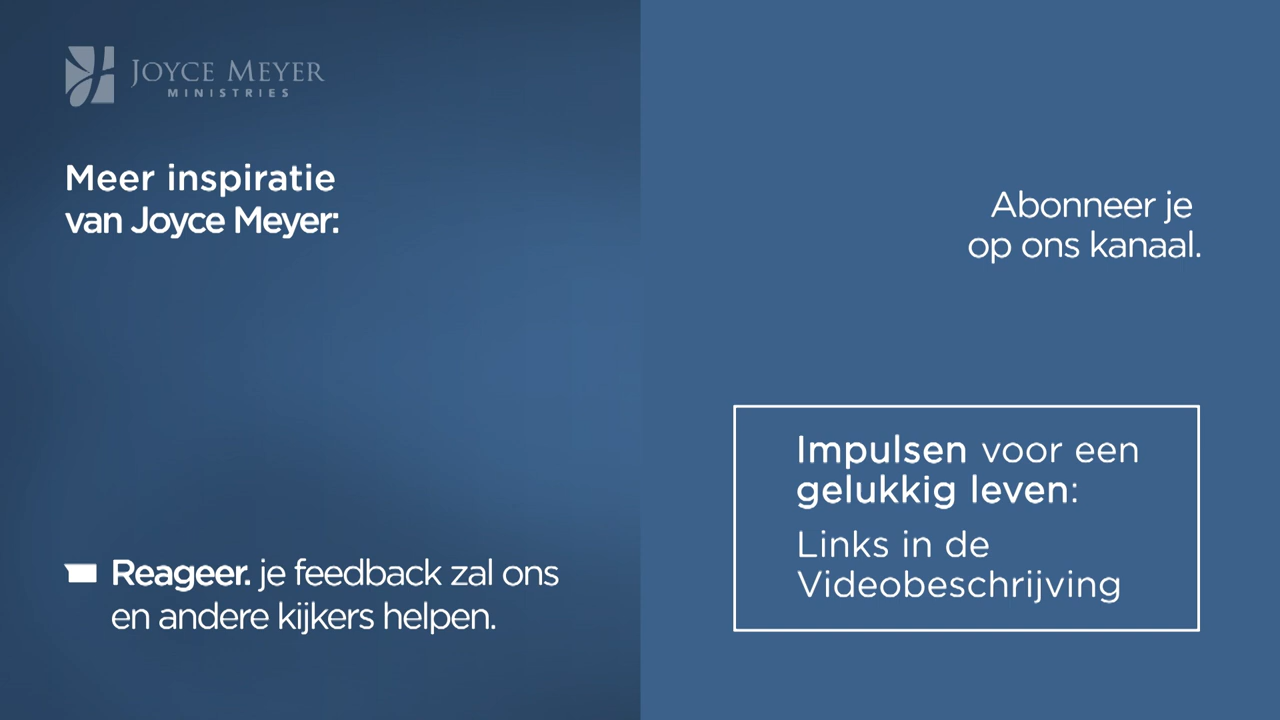 JOYCE MEYER
MINISTRIES
Meer inspiratie
van Joyce Meyer:
Abonneer je
op ons kanaal.
Impulsen voor een
gelukkig leven:
Links in de
Videobeschrijving
Reageer. je feedback zal ons
en andere kijkers helpen.